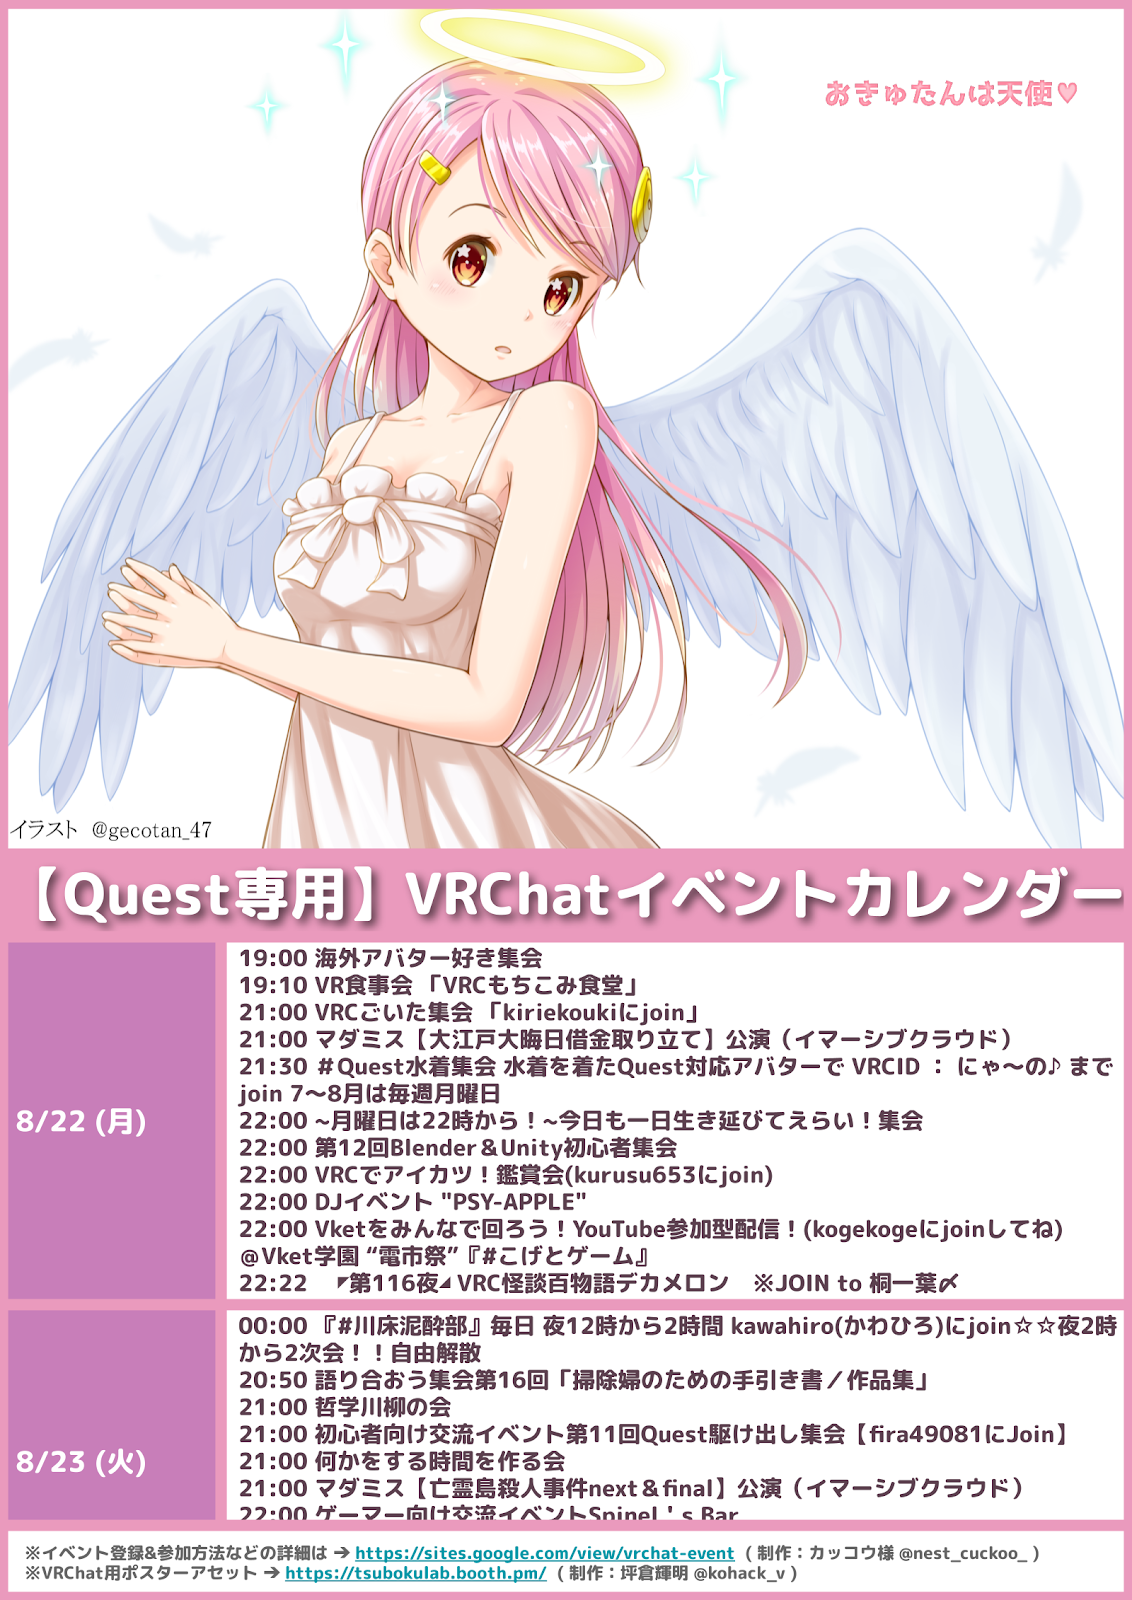 おきゅたんは天使♥
イラスト @gecotan_47
【Quest専用】VRChatイベントカレンダー
8/22 (月)
19:00 海外アバター好き集会
19:10 VR食事会 「VRCもちこみ食堂」
21:00 VRCごいた集会 「kiriekoukiにjoin」
21:00 マダミス【大江戸大晦日借金取り立て】公演（イマーシブクラウド）
21:30 ＃Quest水着集会 水着を着たQuest対応アバターで VRCID ： にゃ〜の♪ まで
join 7〜8月は毎週月曜日
22:00 ~月曜日は22時から！~今日も一日生き延びてえらい！集会
22:00 第12回Blender＆Unity初心者集会
22:00 VRCでアイカツ！鑑賞会(kurusu653にjoin)
22:00 DJイベント "PSY-APPLE"
22:00 Vketをみんなで回ろう！YouTube参加型配信！(kogekogeにjoinしてね)
＠Vket学園 “電市祭”『#こげとゲーム』
22:22 ◤第116夜◢ VRC怪談百物語デカメロン　※JOIN to 桐一葉〆
8/23 (火)
00:00 『#川床泥酔部』毎日 夜12時から2時間 kawahiro(かわひろ)にjoin☆☆夜2時
から2次会！！自由解散
20:50 語り合おう集会第16回「掃除婦のための手引き書／作品集」
21:00 哲学川柳の会
21:00 初心者向け交流イベント第11回Quest駆け出し集会【fira49081にJoin】
21:00 何かをする時間を作る会
21:00 マダミス【亡霊島殺人事件next＆final】公演（イマーシブクラウド）
22:00 ゲーマー向け交流イベントSpinel＇s Bar
※イベント登録&参加方法などの詳細は ➔ https://sites.google.com/view/vrchat-event ( 制作：カッコウ様 @nest_cuckoo_ )
※VRChat用ポスターアセット ➔ https://tsubokulab.booth.pm/ ( 制作：坪倉輝明 @kohack_v )